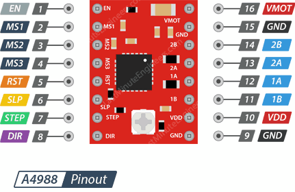 EN 1
MS1 2
MS2 3
MS3 4
RST 5
SLP 6
STEP 7
DIR 8
EN
MS1
MS2
MS3
RST
SLP
STEP
DIR
VMOT
GND
2B
2A
1A
1B
VDD
GND
16 VMOT
15 GND
14 2B
13 2A
12 1A
11 1B
10 VDD
9 GND
A4988 Pinout